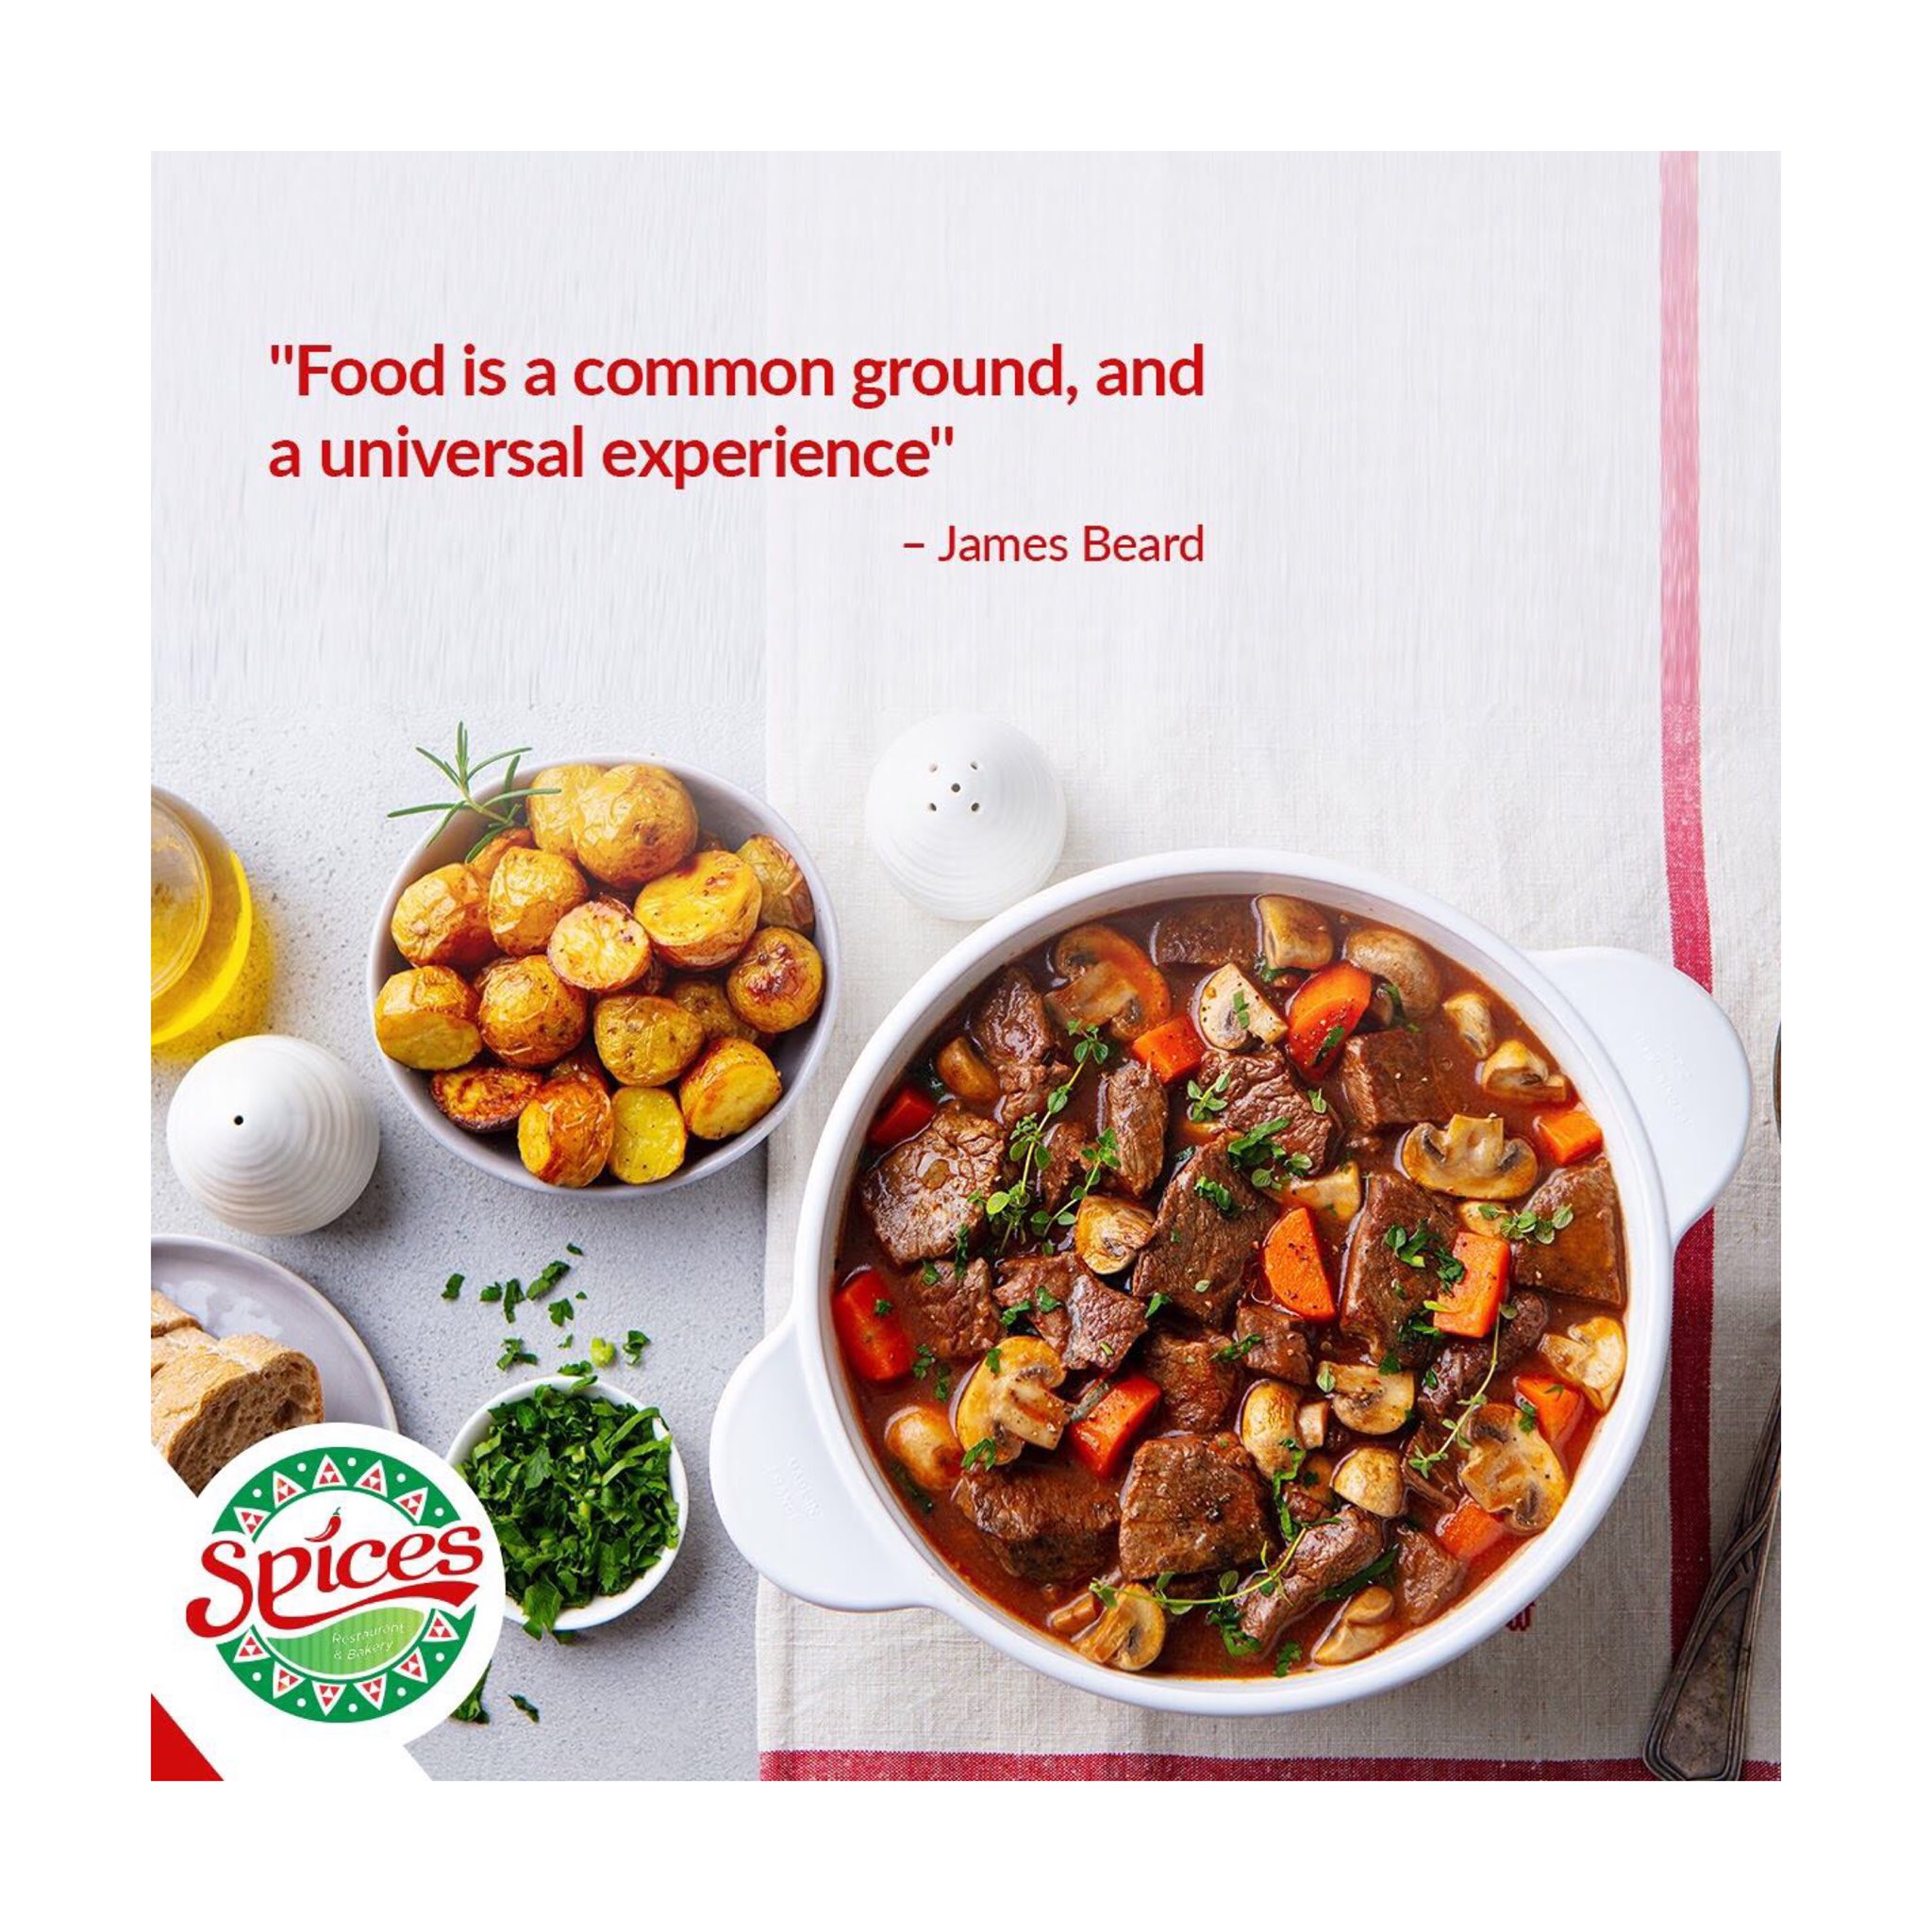 "Food is a common ground, and
a universal experience"
– James Beard
Spices
Restaurant
& Bakery